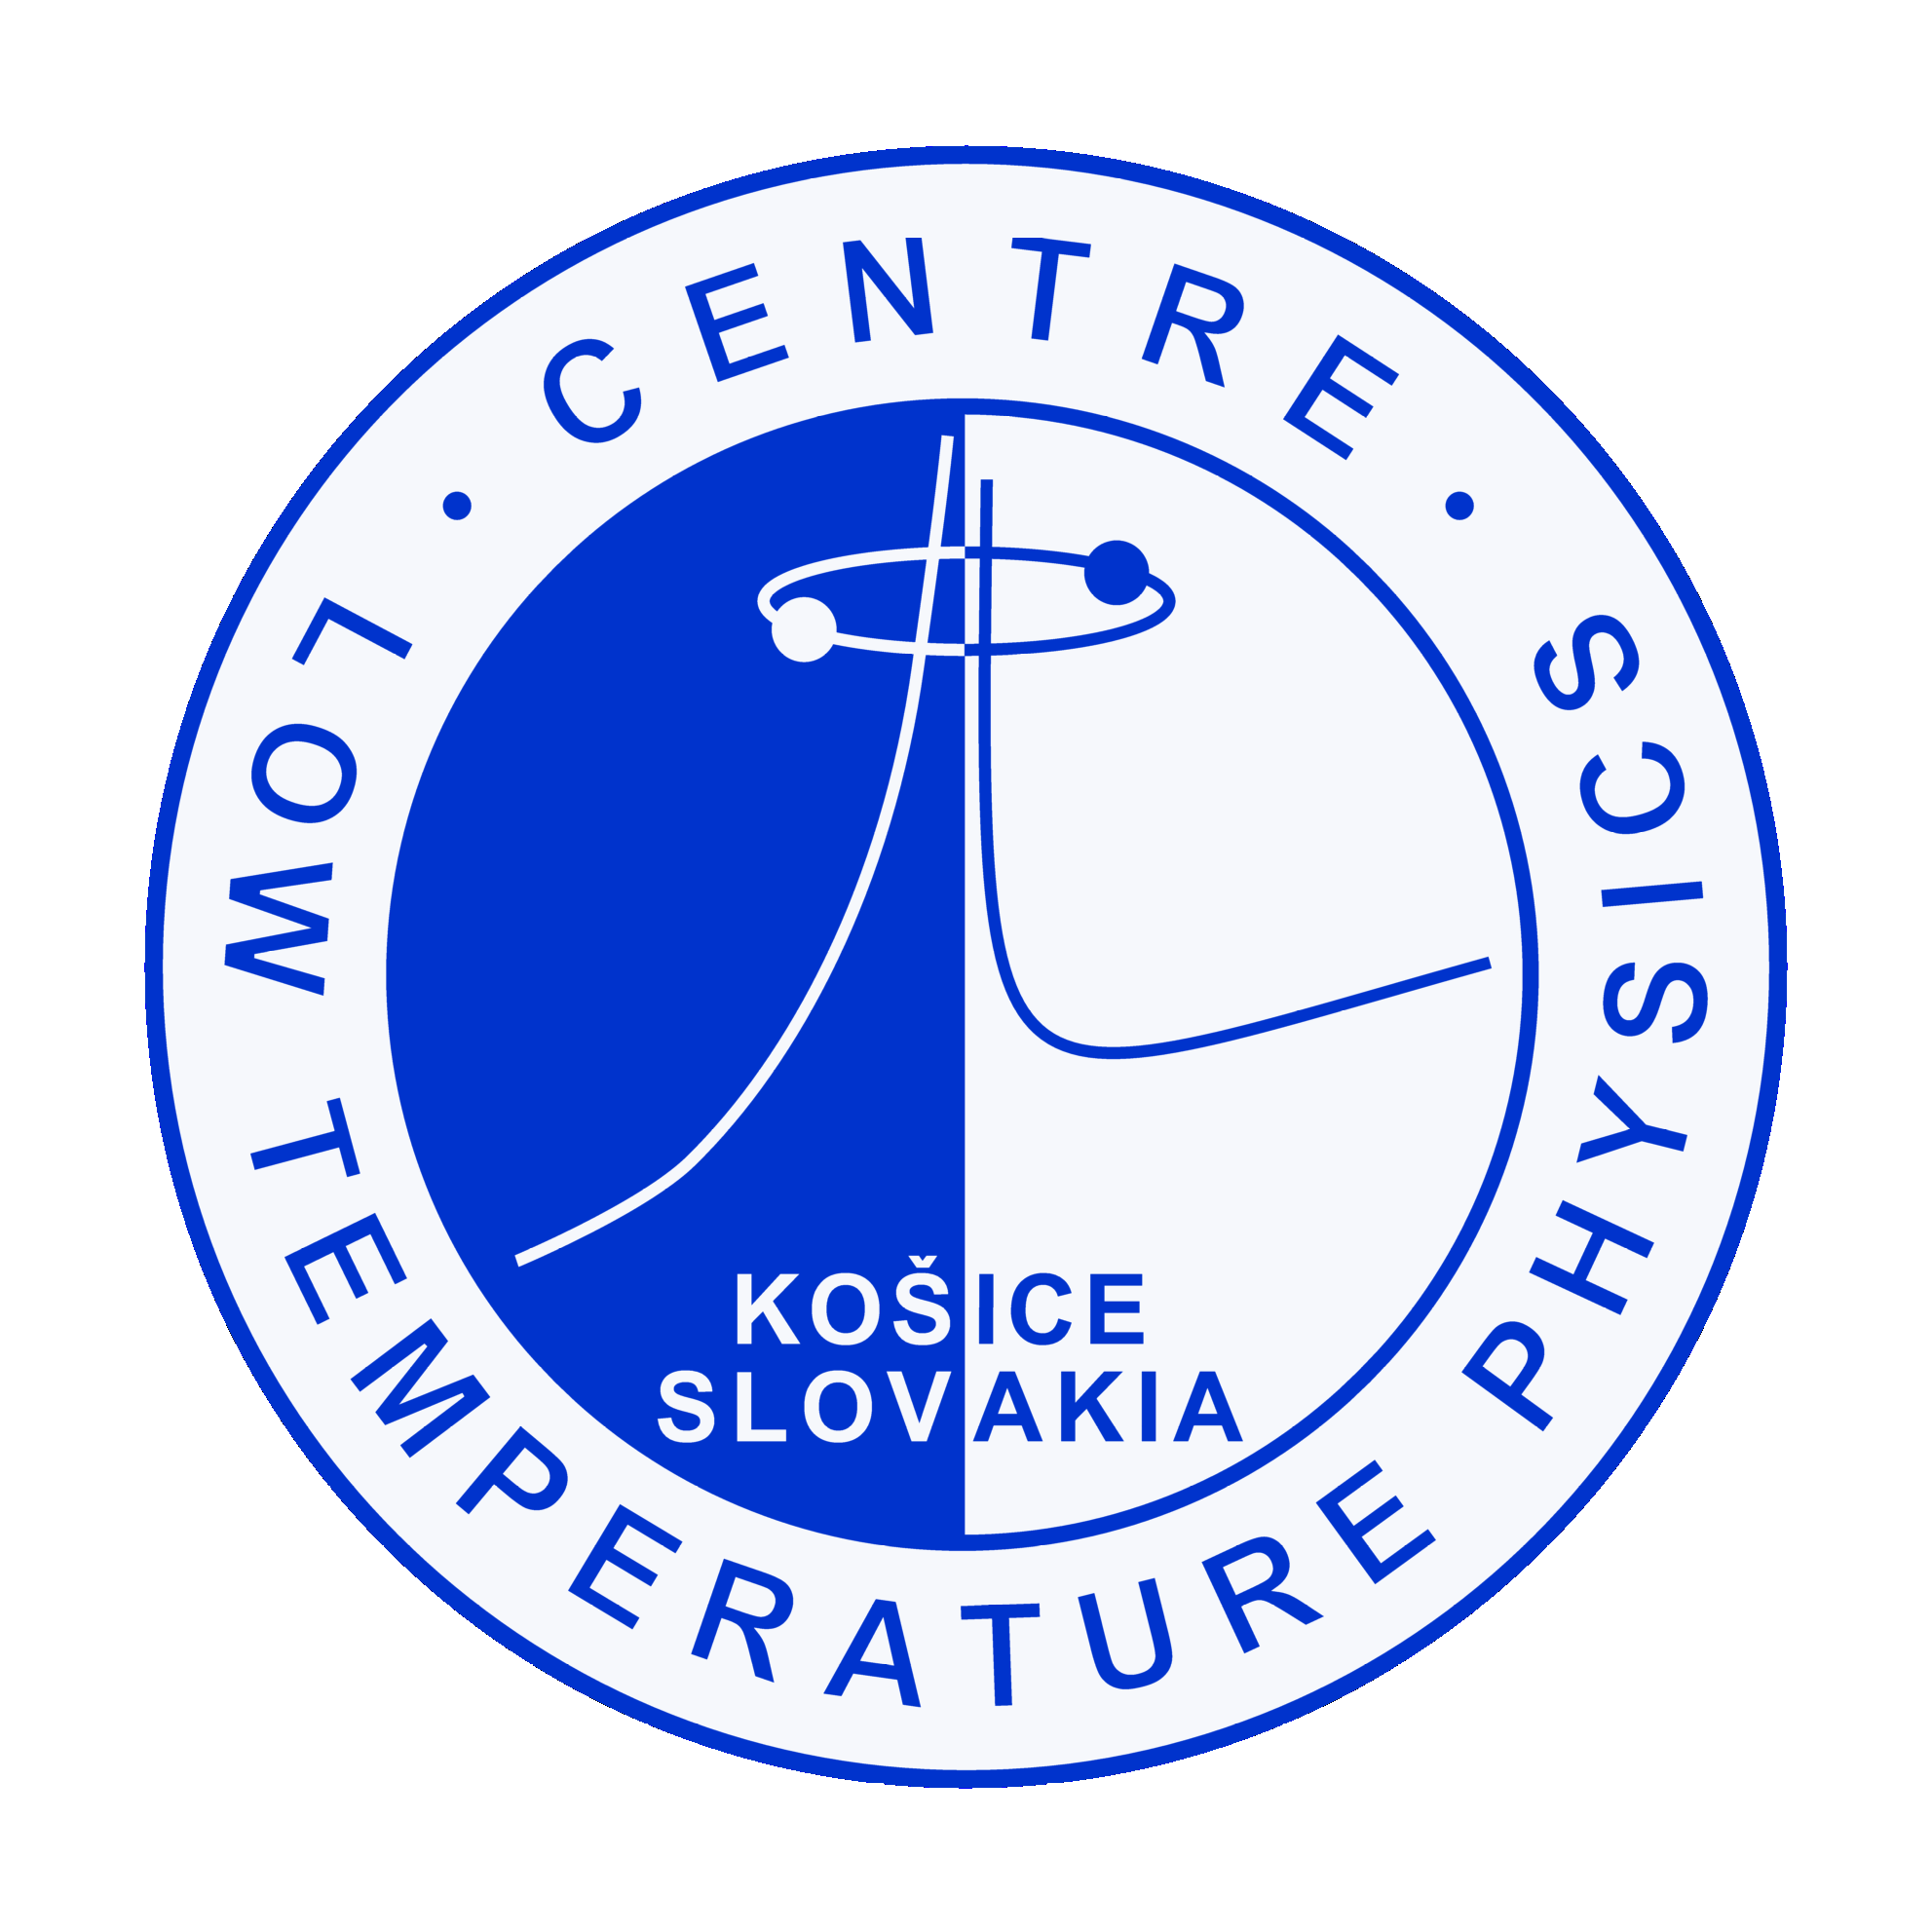 CENTRE
LOW TEMPERATURE PHYSICS
KOŠICE
SLOVAKIA